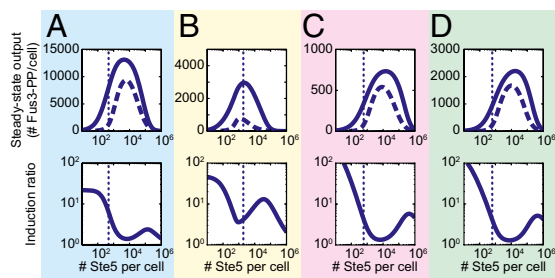 A B C D
Steady-state output
(# Fus3-PP/cell)
15000 10000 5000 0
4000 2000 0
1000 500 0
3000 2000 1000 0
10² 10⁴ 10⁶ 10² 10⁴ 10⁶ 10² 10⁴ 10⁶ 10² 10⁴ 10⁶
Induction ratio
10² 10¹ 10⁰ 10² 10¹ 10⁰ 10² 10¹ 10⁰ 10² 10¹ 10⁰
10² 10⁴ 10⁶ 10² 10⁴ 10⁶ 10² 10⁴ 10⁶ 10² 10⁴ 10⁶
# Ste5 per cell # Ste5 per cell # Ste5 per cell # Ste5 per cell